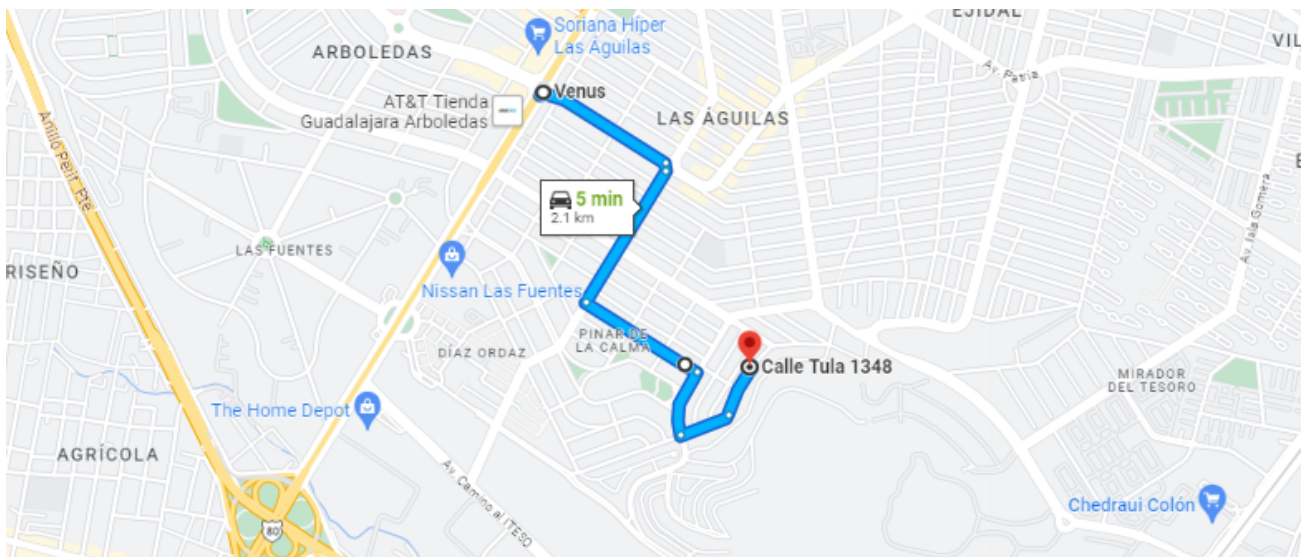 EJIDAL
Soriana Híper
Las Águilas
ARBOLEDAS
VIL
Av. Patria
Venus
AT&T Tienda
Guadalajara Arboledas
LAS ÁGUILAS
Anillo Perif. Pte.
5 min
2.1 km
Av. Isla Gomera
LAS FUENTES
RISEÑO
Nissan Las Fuentes
PINAR DE
LA CALMA
DÍAZ ORDAZ
Calle Tula 1348
MIRADOR
DEL TESORO
The Home Depot
AGRÍCOLA
Av. Camino al ITESO
Chedraui Colón
80